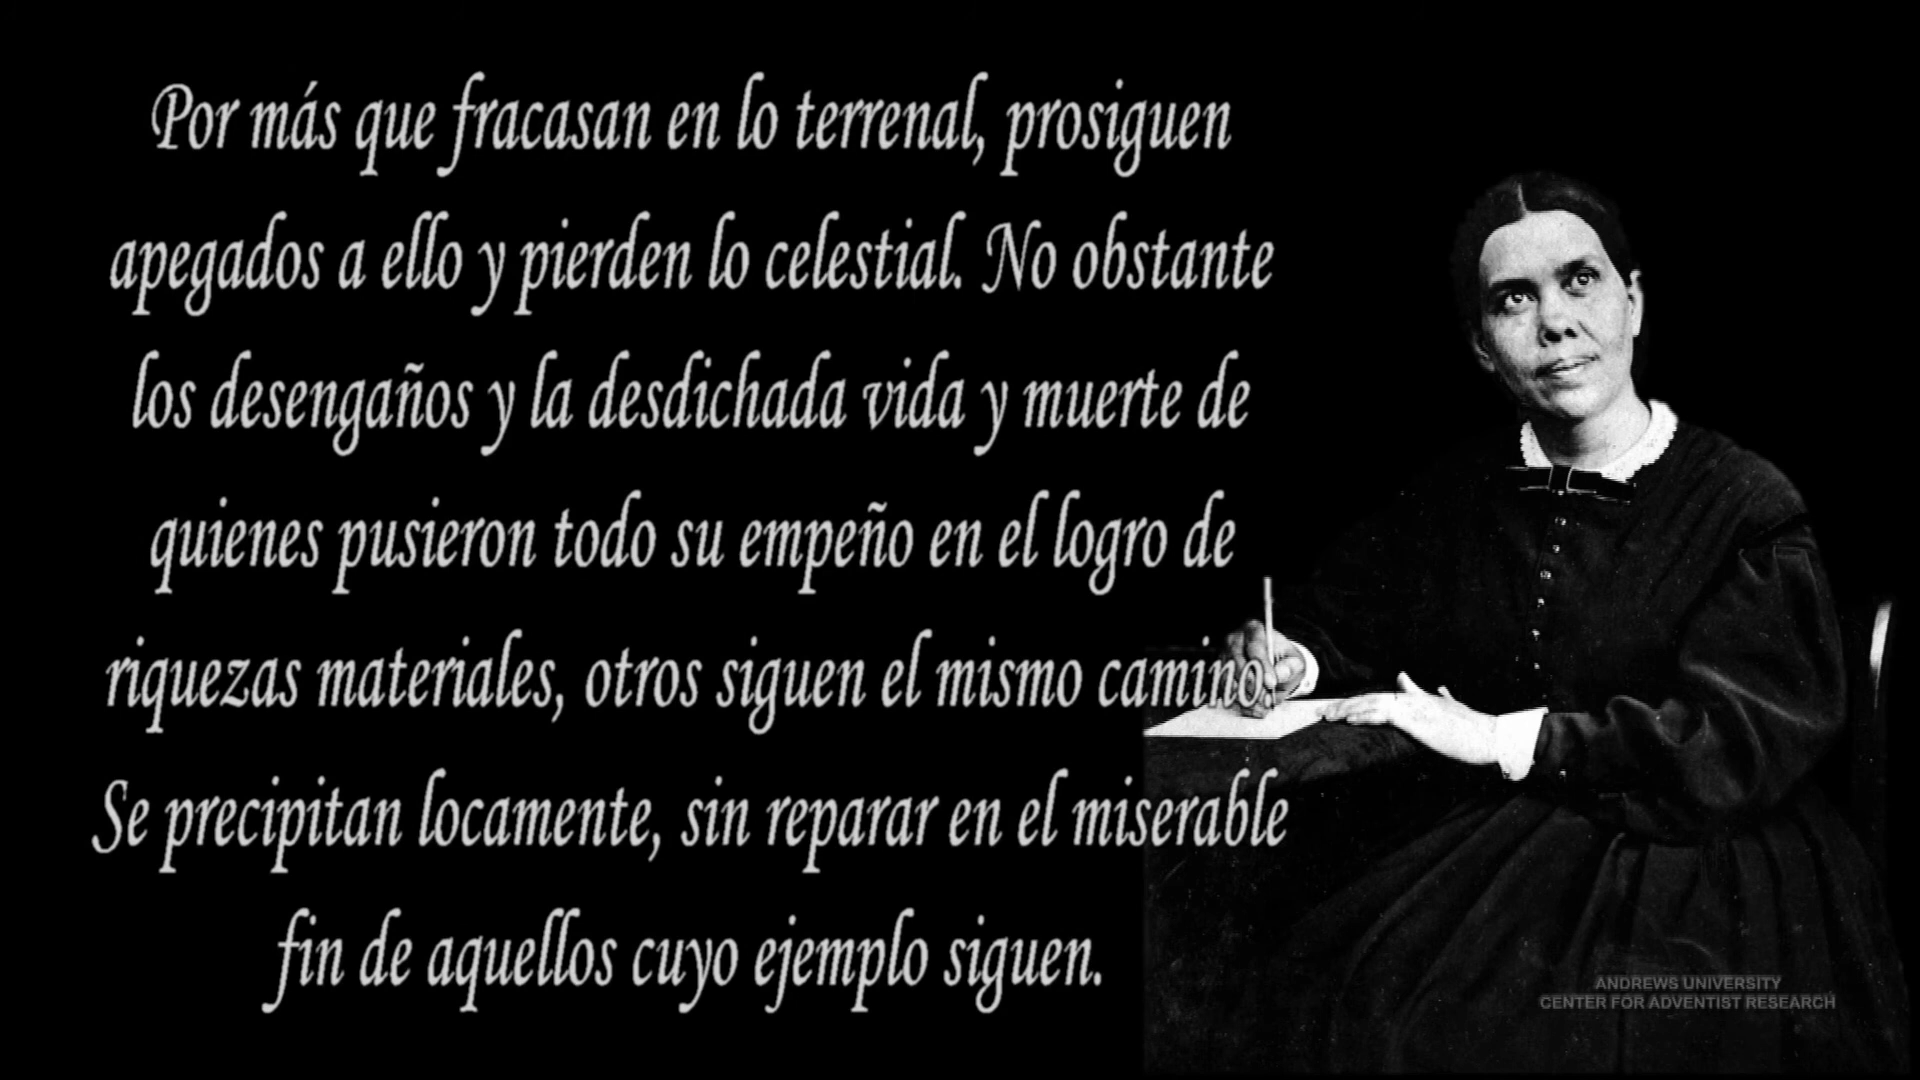 Por más que fracasan en lo terrenal, prosiguen
apegados a ello y pierden lo celestial. No obstante
los desengaños y la desdichada vida y muerte de
quienes pusieron todo su empeño en el logro de
riquezas materiales, otros siguen el mismo camino.
Se precipitan locamente, sin reparar en el miserable
fin de aquellos cuyo ejemplo siguen.
ANDREWS UNIVERSITY
CENTER FOR ADVENTIST RESEARCH